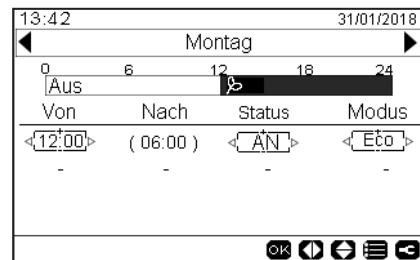 13:42 31/01/2018
Montag
0 6 12 18 24
Aus
Von Nach Status Modus
12:00 ( 06:00 ) AN Eco
- - - -
OK